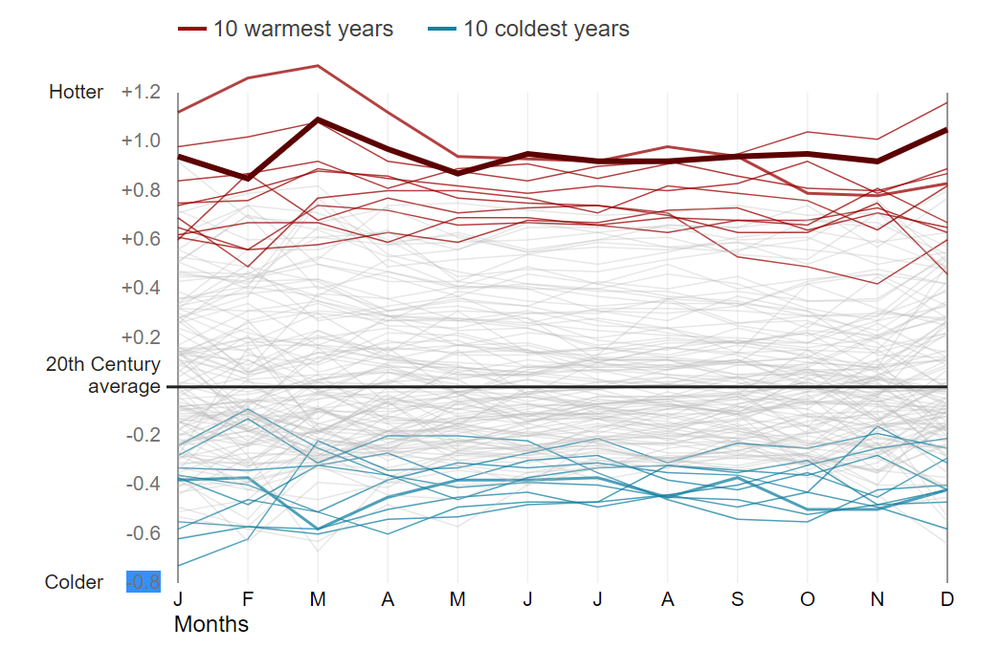 10 warmest years 10 coldest years
Hotter +1.2
+1.0
+0.8
+0.6
+0.4
+0.2
20th Century
average
-0.2
-0.4
-0.6
Colder -0.8
J F M A M J J A S O N D
Months